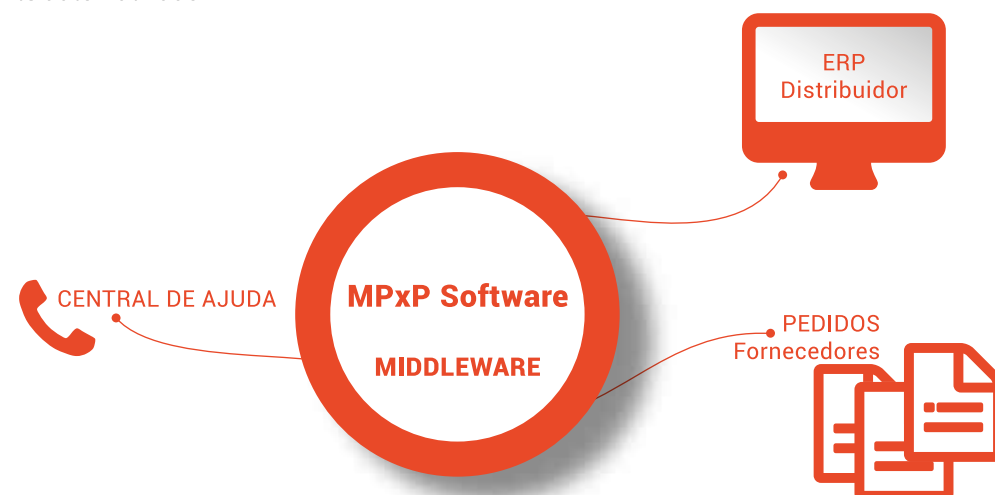 ERP
Distribuidor
CENTRAL DE AJUDA
MPxP Software
MIDDLEWARE
PEDIDOS
Fornecedores